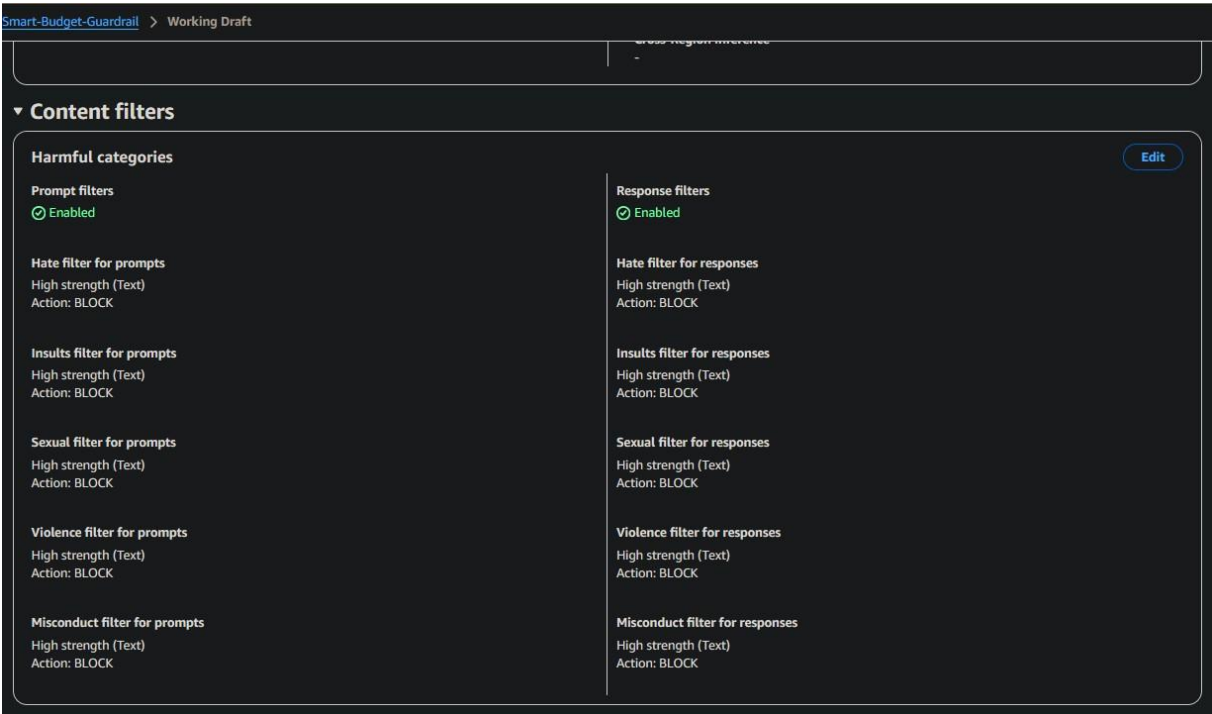 Smart-Budget-Guardrail > Working Draft
Cross-Region Inference
-
Content filters
Harmful categories
Edit
Prompt filters
Enabled
Hate filter for prompts
High strength (Text)
Action: BLOCK
Insults filter for prompts
High strength (Text)
Action: BLOCK
Sexual filter for prompts
High strength (Text)
Action: BLOCK
Violence filter for prompts
High strength (Text)
Action: BLOCK
Misconduct filter for prompts
High strength (Text)
Action: BLOCK
Response filters
Enabled
Hate filter for responses
High strength (Text)
Action: BLOCK
Insults filter for responses
High strength (Text)
Action: BLOCK
Sexual filter for responses
High strength (Text)
Action: BLOCK
Violence filter for responses
High strength (Text)
Action: BLOCK
Misconduct filter for responses
High strength (Text)
Action: BLOCK